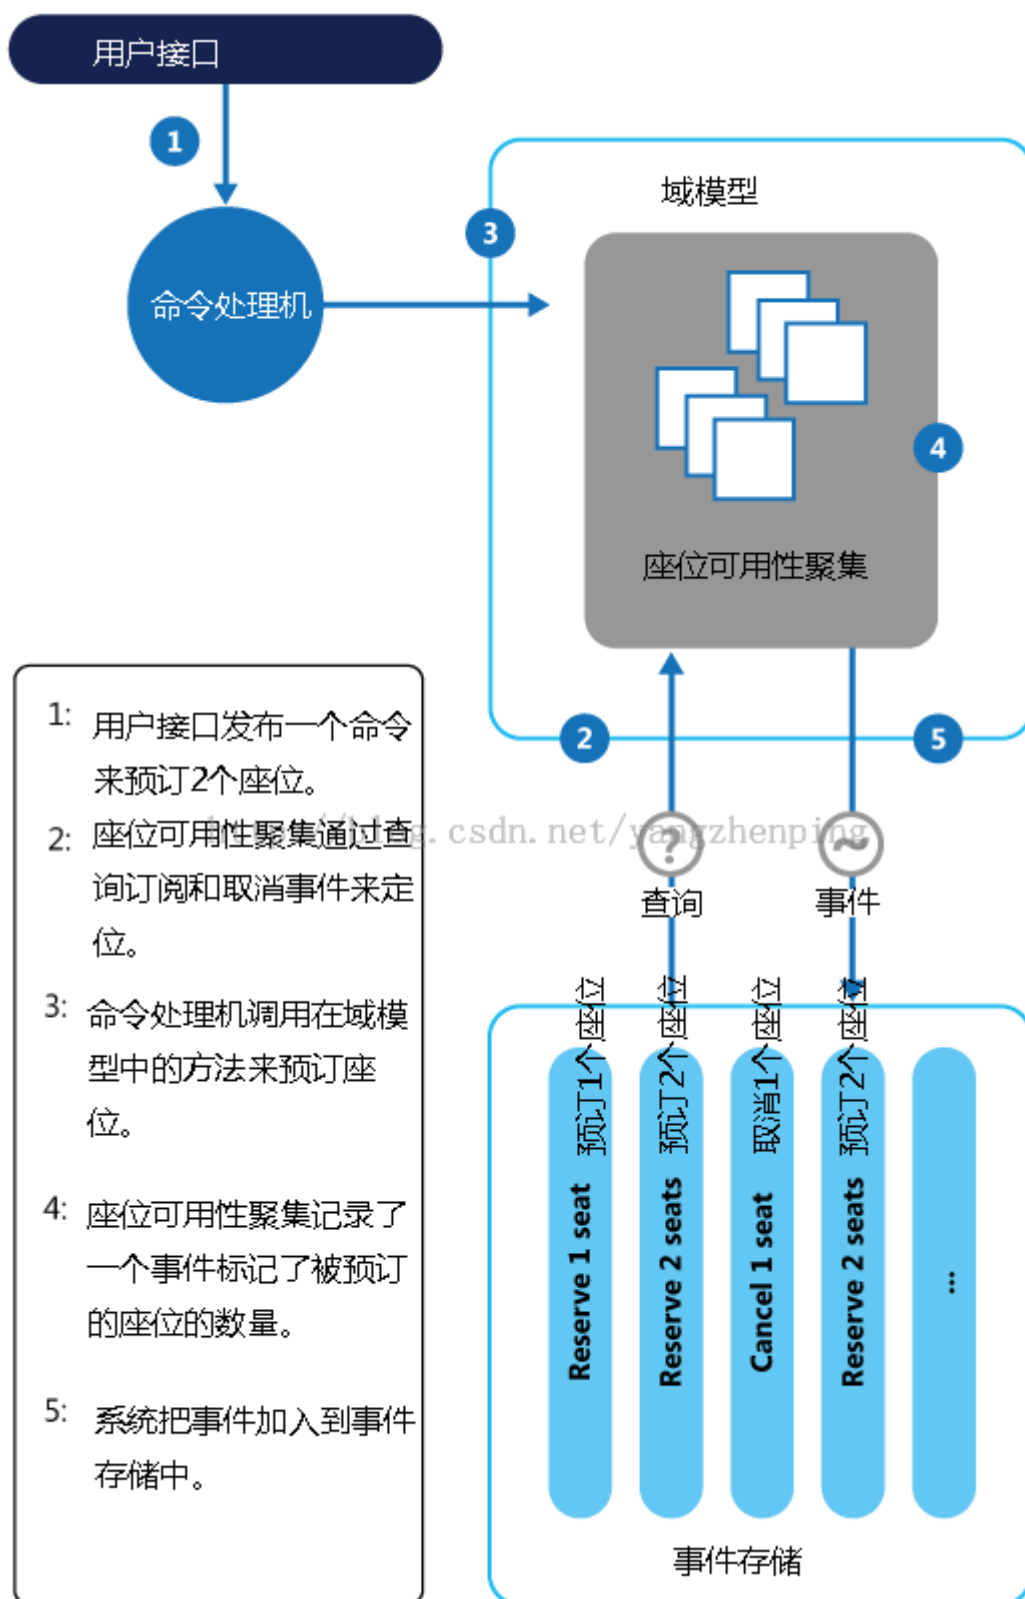 用户接口
1
命令处理机
域模型
3
4
座位可用性聚集
2
5
1: 用户接口发布一个命令
来预订2个座位。
2: 座位可用性聚集通过查
询订阅和取消事件来定
位。
3: 命令处理机调用在域模
型中的方法来预订座
位。
4: 座位可用性聚集记录了
一个事件标记了被预订
的座位的数量。
5: 系统把事件加入到事件
存储中。
http://blog.csdn.net/yangzhenping
?
~
查询
事件
预订1个座位
Reserve 1 seat
预订2个座位
Reserve 2 seats
取消1个座位
Cancel 1 seat
预订2个座位
Reserve 2 seats
...
事件存储